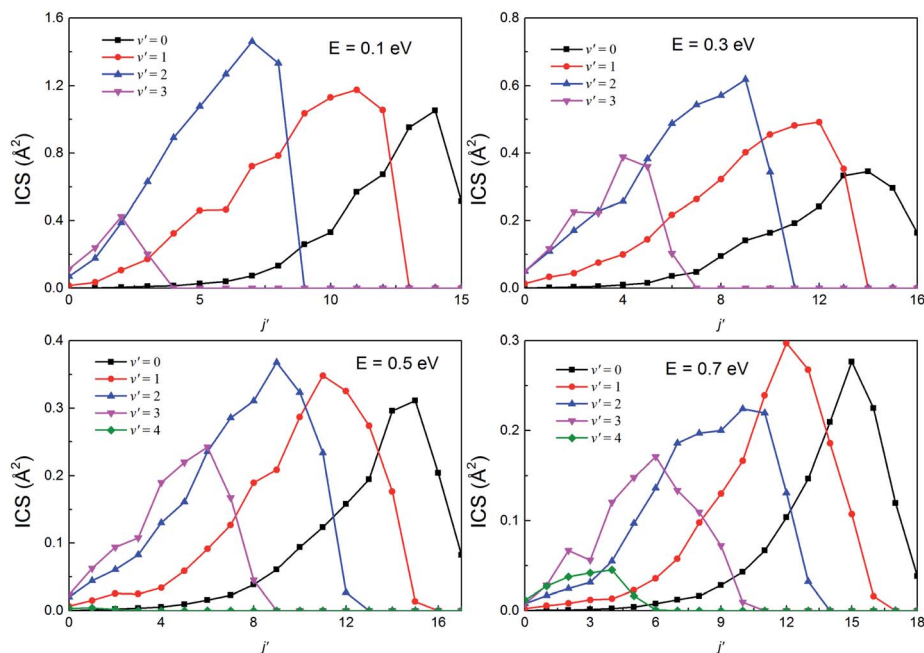 E = 0.1 eV
v′ = 0
v′ = 1
v′ = 2
v′ = 3
ICS (Å²)
1.6
1.2
0.8
0.4
0.0
0 5 10 15
j′
E = 0.3 eV
v′ = 0
v′ = 1
v′ = 2
v′ = 3
ICS (Å²)
0.8
0.6
0.4
0.2
0.0
0 4 8 12 16
j′
E = 0.5 eV
v′ = 0
v′ = 1
v′ = 2
v′ = 3
v′ = 4
ICS (Å²)
0.4
0.3
0.2
0.1
0.0
0 4 8 12 16
j′
E = 0.7 eV
v′ = 0
v′ = 1
v′ = 2
v′ = 3
v′ = 4
ICS (Å²)
0.3
0.2
0.1
0.0
0 3 6 9 12 15 18
j′